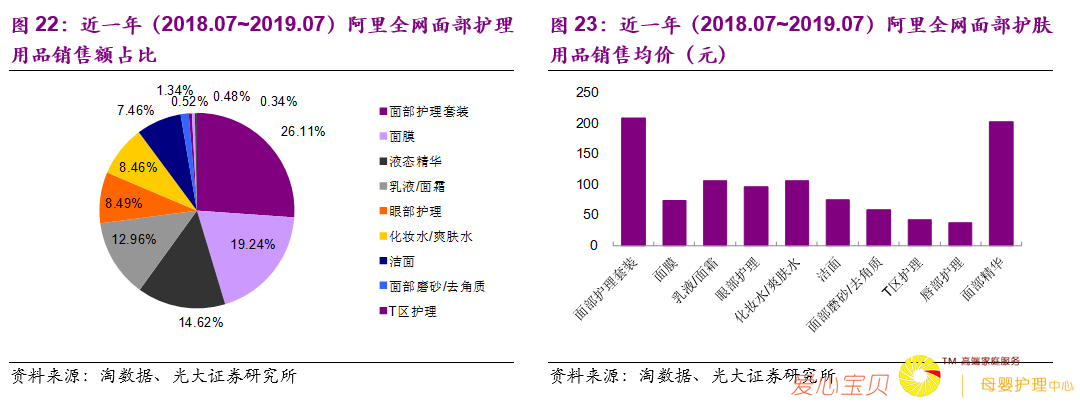 图 22：近一年（2018.07~2019.07）阿里全网面部护理
用品销售额占比
1.34%
0.48%
0.34%
7.46%
0.52%
26.11%
8.46%
8.49%
12.96%
19.24%
14.62%
面部护理套装
面膜
液态精华
乳液/面霜
眼部护理
化妆水/爽肤水
洁面
面部磨砂/去角质
T区护理
资料来源：淘数据、光大证券研究所
图 23：近一年（2018.07~2019.07）阿里全网面部护肤
用品销售均价（元）
250
200
150
100
50
0
面部护理套装
面膜
乳液/面霜
眼部护理
化妆水/爽肤水
洁面
面部磨砂/去角质
T区护理
唇部护理
面部精华
资料来源：淘数据、光大证券研究所
爱心宝贝
TM 高端家庭服务
母婴护理中心